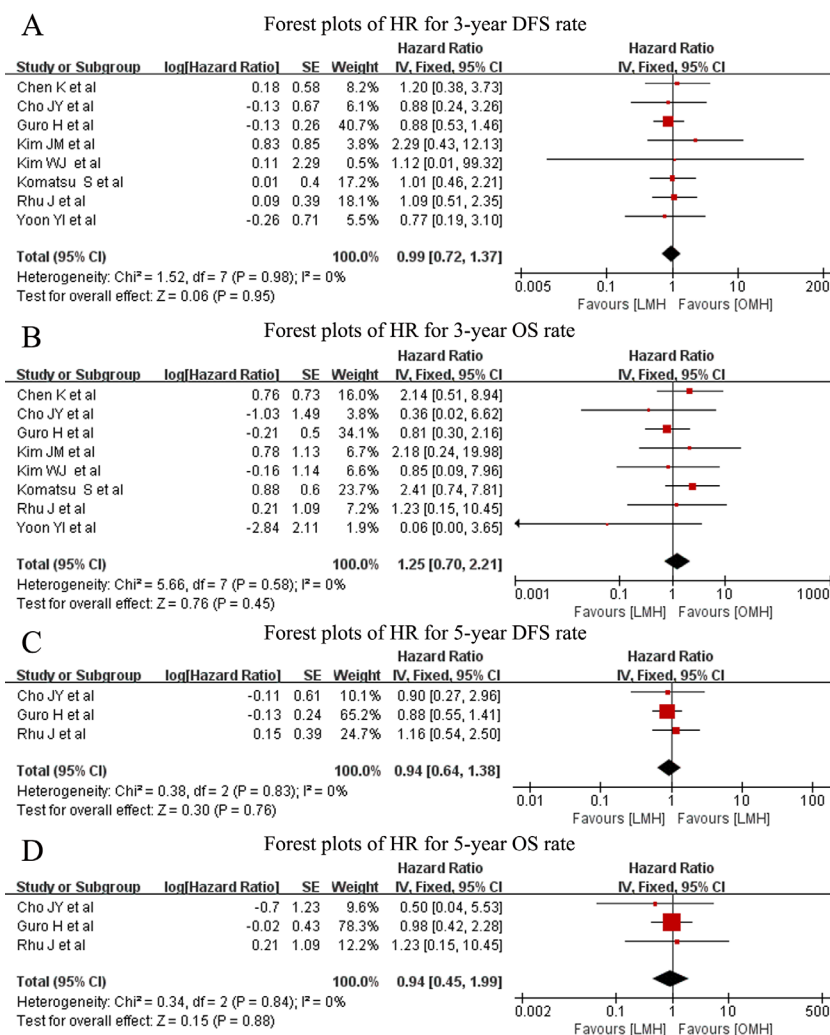 A
Forest plots of HR for 3-year DFS rate
Hazard Ratio Hazard Ratio
Study or Subgroup log[Hazard Ratio] SE Weight IV, Fixed, 95% CI IV, Fixed, 95% CI
Chen K et al 0.18 0.58 8.2% 1.20 [0.38, 3.73]
Cho JY et al -0.13 0.67 6.1% 0.88 [0.24, 3.26]
Guro H et al -0.13 0.26 40.7% 0.88 [0.53, 1.46]
Kim JM et al 0.83 0.85 3.8% 2.29 [0.43, 12.13]
Kim WJ et al 0.11 2.29 0.5% 1.12 [0.01, 99.32]
Komatsu S et al 0.01 0.4 17.2% 1.01 [0.46, 2.21]
Rhu J et al 0.09 0.39 18.1% 1.09 [0.51, 2.35]
Yoon YI et al -0.26 0.71 5.5% 0.77 [0.19, 3.10]
Total (95% CI) 100.0% 0.99 [0.72, 1.37]
Heterogeneity: Chi² = 1.52, df = 7 (P = 0.98); I² = 0%
Test for overall effect: Z = 0.06 (P = 0.95)
0.005 0.1 1 10 200
Favours [LMH] Favours [OMH]
B
Forest plots of HR for 3-year OS rate
Hazard Ratio Hazard Ratio
Study or Subgroup log[Hazard Ratio] SE Weight IV, Fixed, 95% CI IV, Fixed, 95% CI
Chen K et al 0.76 0.73 16.0% 2.14 [0.51, 8.94]
Cho JY et al -1.03 1.49 3.8% 0.36 [0.02, 6.62]
Guro H et al -0.21 0.5 34.1% 0.81 [0.30, 2.16]
Kim JM et al 0.78 1.13 6.7% 2.18 [0.24, 19.98]
Kim WJ et al -0.16 1.14 6.6% 0.85 [0.09, 7.96]
Komatsu S et al 0.88 0.6 23.7% 2.41 [0.74, 7.81]
Rhu J et al 0.21 1.09 7.2% 1.23 [0.15, 10.45]
Yoon YI et al -2.84 2.11 1.9% 0.06 [0.00, 3.65]
Total (95% CI) 100.0% 1.25 [0.70, 2.21]
Heterogeneity: Chi² = 5.66, df = 7 (P = 0.58); I² = 0%
Test for overall effect: Z = 0.76 (P = 0.45)
0.001 0.1 1 10 1000
Favours [LMH] Favours [OMH]
C
Forest plots of HR for 5-year DFS rate
Hazard Ratio Hazard Ratio
Study or Subgroup log[Hazard Ratio] SE Weight IV, Fixed, 95% CI IV, Fixed, 95% CI
Cho JY et al -0.11 0.61 10.1% 0.90 [0.27, 2.96]
Guro H et al -0.13 0.24 65.2% 0.88 [0.55, 1.41]
Rhu J et al 0.15 0.39 24.7% 1.16 [0.54, 2.50]
Total (95% CI) 100.0% 0.94 [0.64, 1.38]
Heterogeneity: Chi² = 0.38, df = 2 (P = 0.83); I² = 0%
Test for overall effect: Z = 0.30 (P = 0.76)
0.01 0.1 1 10 100
Favours [LMH] Favours [OMH]
D
Forest plots of HR for 5-year OS rate
Hazard Ratio Hazard Ratio
Study or Subgroup log[Hazard Ratio] SE Weight IV, Fixed, 95% CI IV, Fixed, 95% CI
Cho JY et al -0.7 1.23 9.6% 0.50 [0.04, 5.53]
Guro H et al -0.02 0.43 78.3% 0.98 [0.42, 2.28]
Rhu J et al 0.21 1.09 12.2% 1.23 [0.15, 10.45]
Total (95% CI) 100.0% 0.94 [0.45, 1.99]
Heterogeneity: Chi² = 0.34, df = 2 (P = 0.84); I² = 0%
Test for overall effect: Z = 0.15 (P = 0.88)
0.002 0.1 1 10 500
Favours [LMH] Favours [OMH]